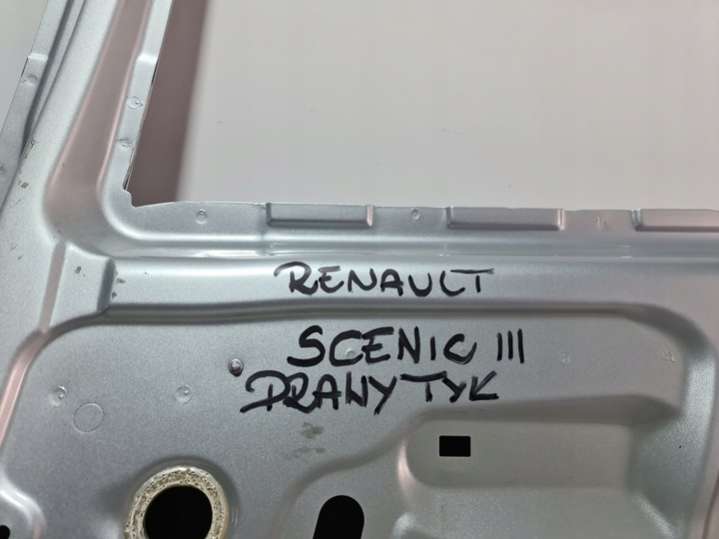 RENAULT
SCENIC III
PRAWY TYŁ